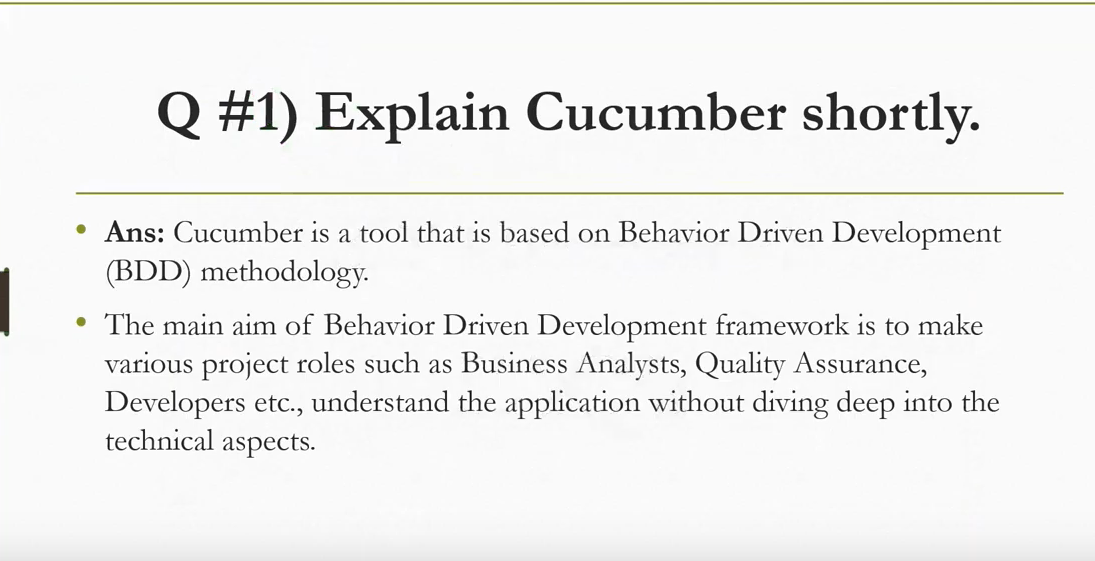 Q #1) Explain Cucumber shortly.
• Ans: Cucumber is a tool that is based on Behavior Driven Development
(BDD) methodology.
• The main aim of Behavior Driven Development framework is to make
various project roles such as Business Analysts, Quality Assurance,
Developers etc., understand the application without diving deep into the
technical aspects.